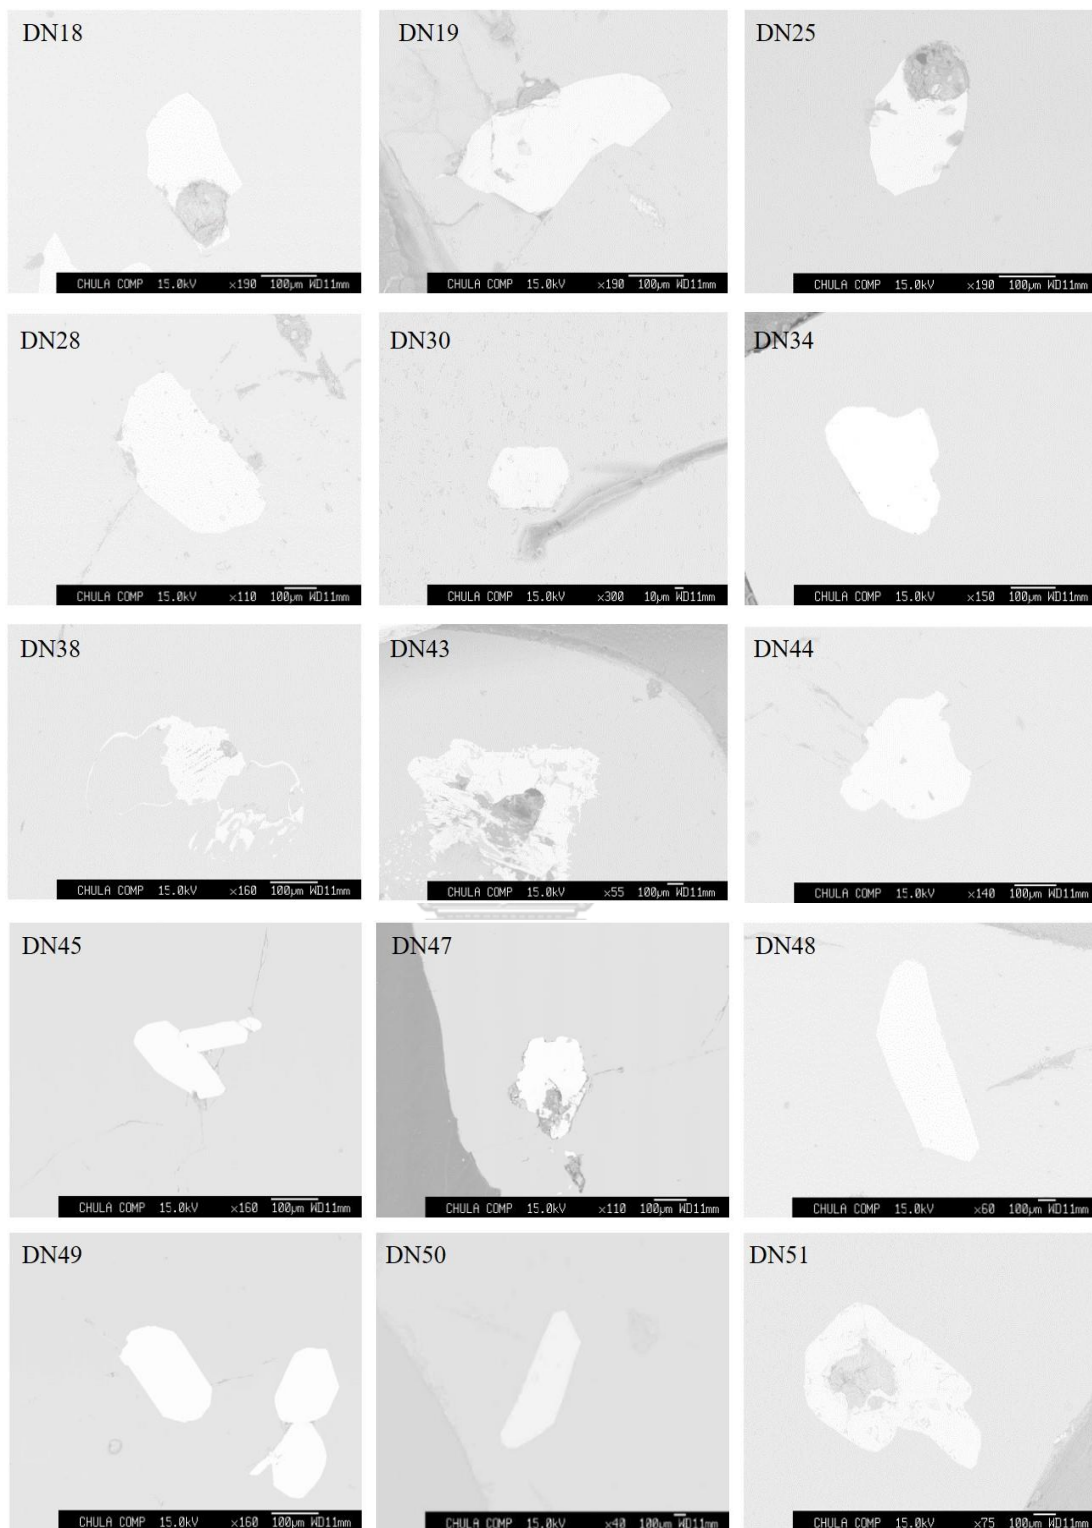 DN18
CHULA COMP 15.0kV ×190 100μm WD11mm
DN19
CHULA COMP 15.0kV ×190 100μm WD11mm
DN25
CHULA COMP 15.0kV ×190 100μm WD11mm
DN28
CHULA COMP 15.0kV ×110 100μm WD11mm
DN30
CHULA COMP 15.0kV ×300 10μm WD11mm
DN34
CHULA COMP 15.0kV ×150 100μm WD11mm
DN38
CHULA COMP 15.0kV ×160 100μm WD11mm
DN43
CHULA COMP 15.0kV ×55 100μm WD11mm
DN44
CHULA COMP 15.0kV ×140 100μm WD11mm
DN45
CHULA COMP 15.0kV ×160 100μm WD11mm
DN47
CHULA COMP 15.0kV ×110 100μm WD11mm
DN48
CHULA COMP 15.0kV ×60 100μm WD11mm
DN49
CHULA COMP 15.0kV ×160 100μm WD11mm
DN50
CHULA COMP 15.0kV ×40 100μm WD11mm
DN51
CHULA COMP 15.0kV ×75 100μm WD11mm